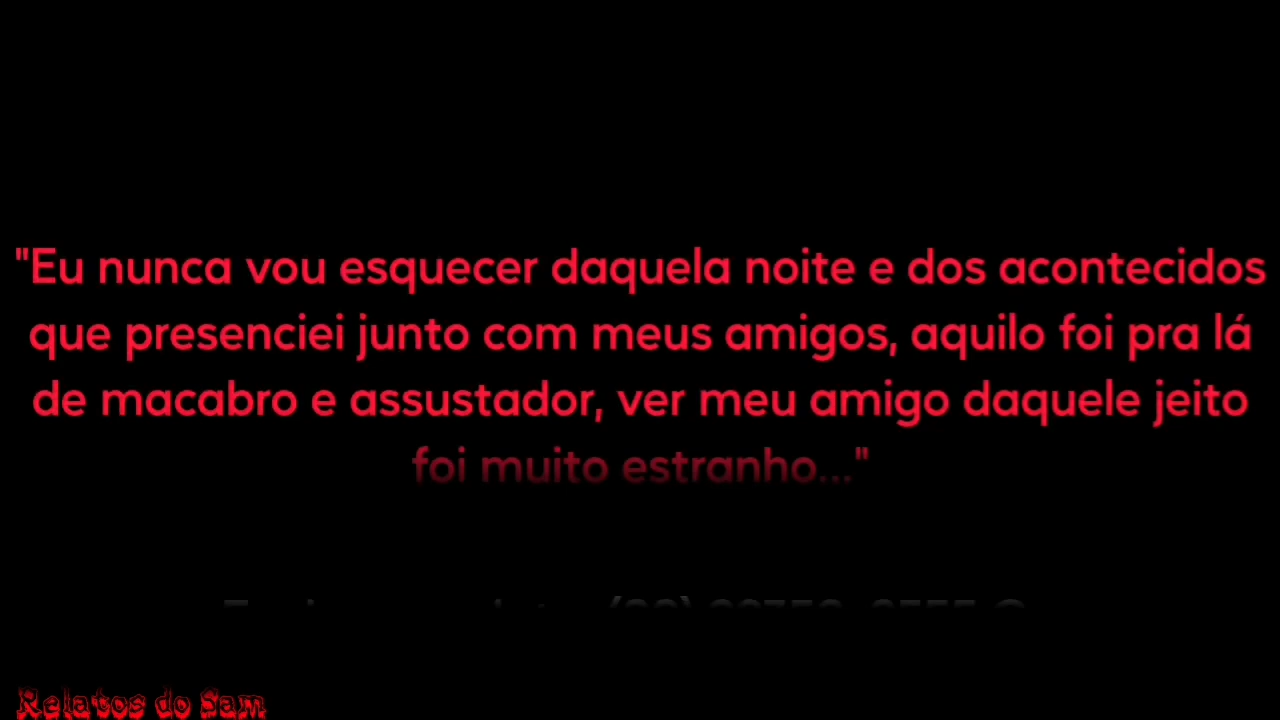 "Eu nunca vou esquecer daquela noite e dos acontecidos
que presenciei junto com meus amigos, aquilo foi pra lá
de macabro e assustador, ver meu amigo daquele jeito
foi muito estranho..."
Relatos do Sam